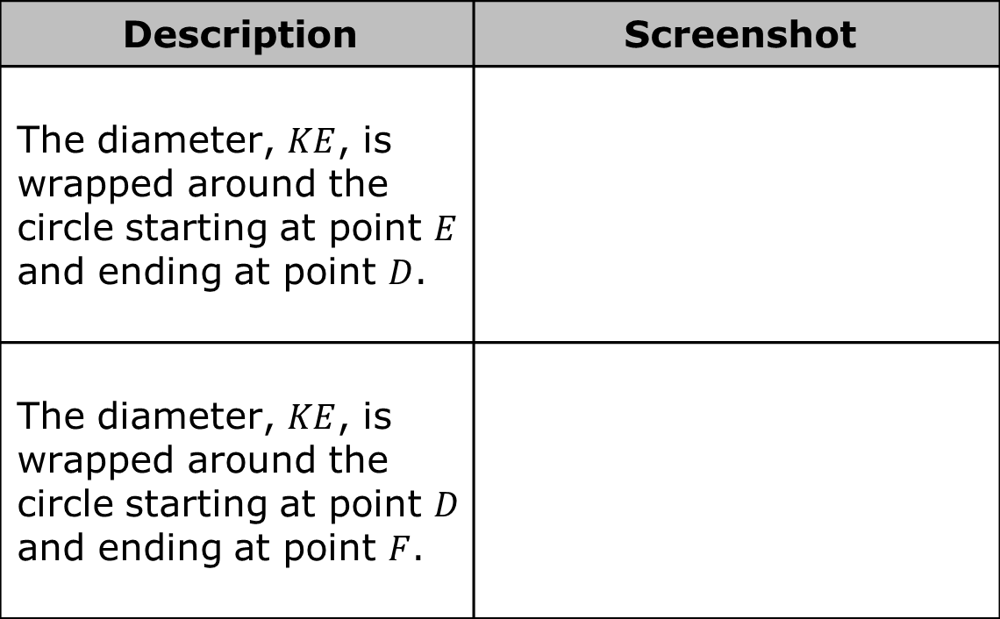 Description
Screenshot
The diameter, KE, is
wrapped around the
circle starting at point E
and ending at point D.
The diameter, KE, is
wrapped around the
circle starting at point D
and ending at point F.